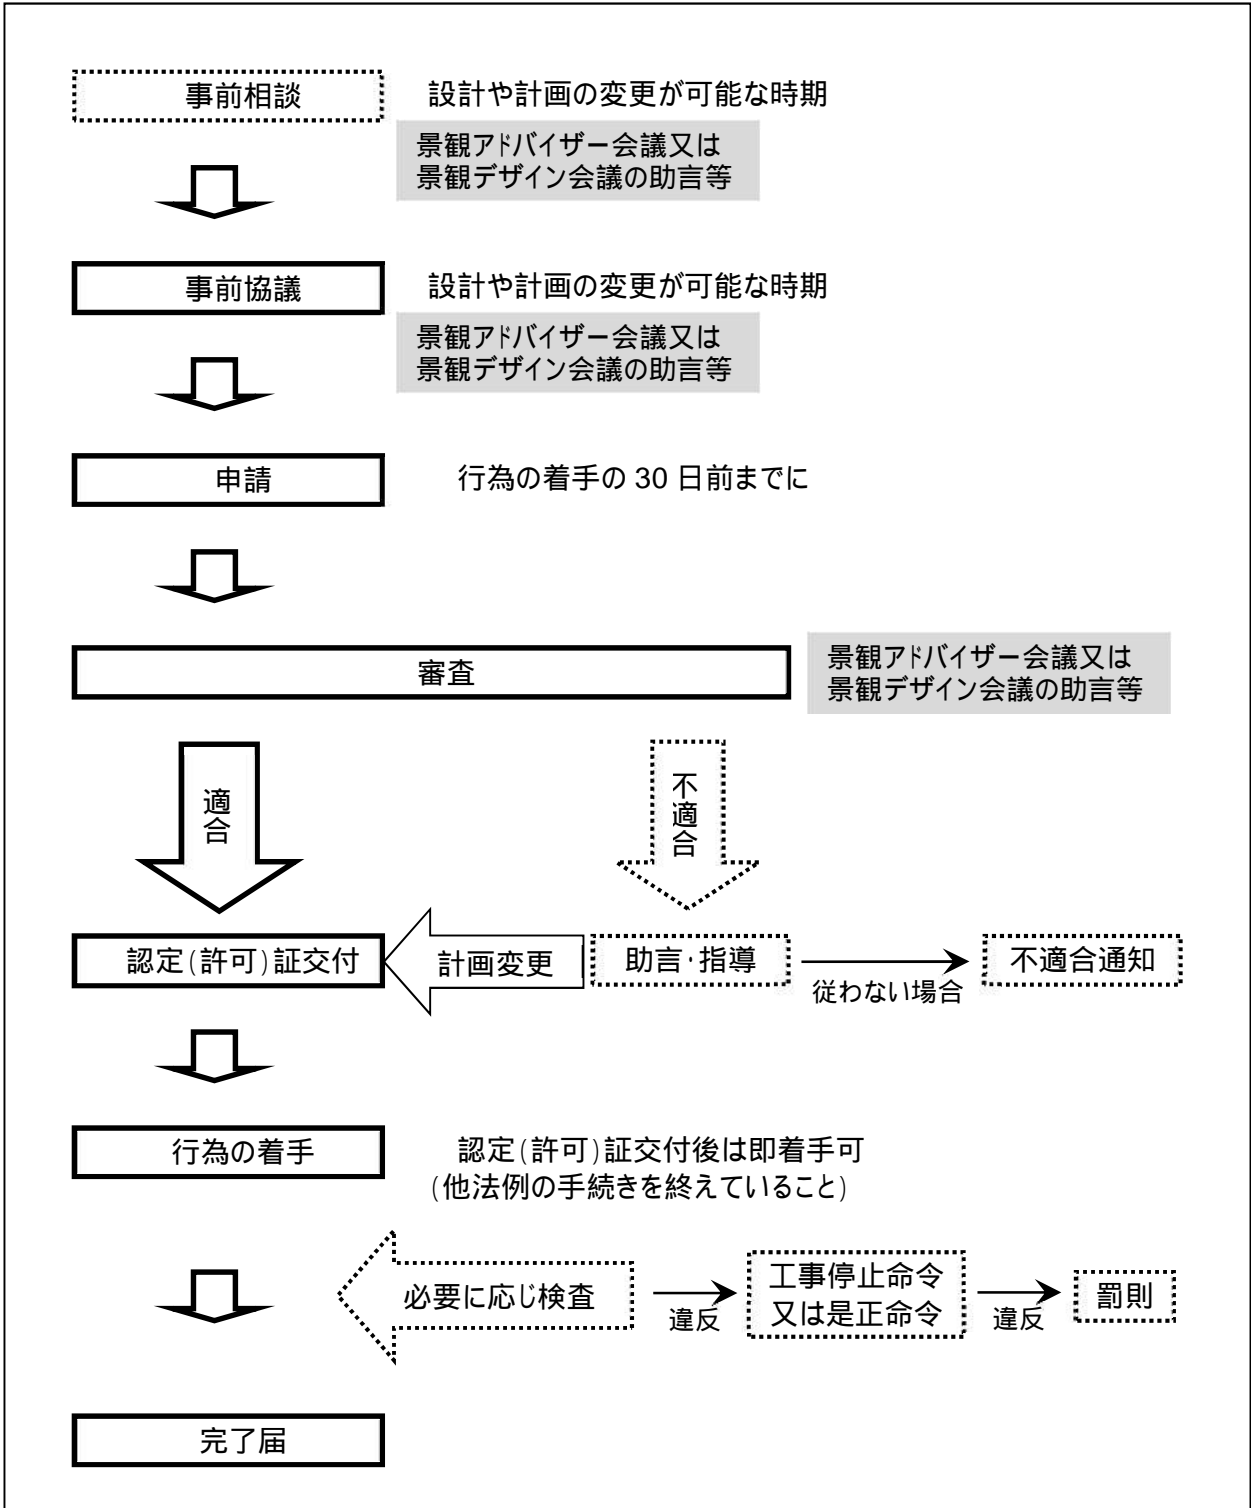 事前相談
設計や計画の変更が可能な時期
景観アドバイザー会議又は
景観デザイン会議の助言等
事前協議
設計や計画の変更が可能な時期
景観アドバイザー会議又は
景観デザイン会議の助言等
申請
行為の着手の 30 日前までに
審査
景観アドバイザー会議又は
景観デザイン会議の助言等
適合
不適合
認定(許可)証交付
計画変更
助言・指導
従わない場合
不適合通知
行為の着手
認定(許可)証交付後は即着手可
(他法例の手続きを終えていること)
必要に応じ検査
違反
工事停止命令
又は是正命令
違反
罰則
完了届